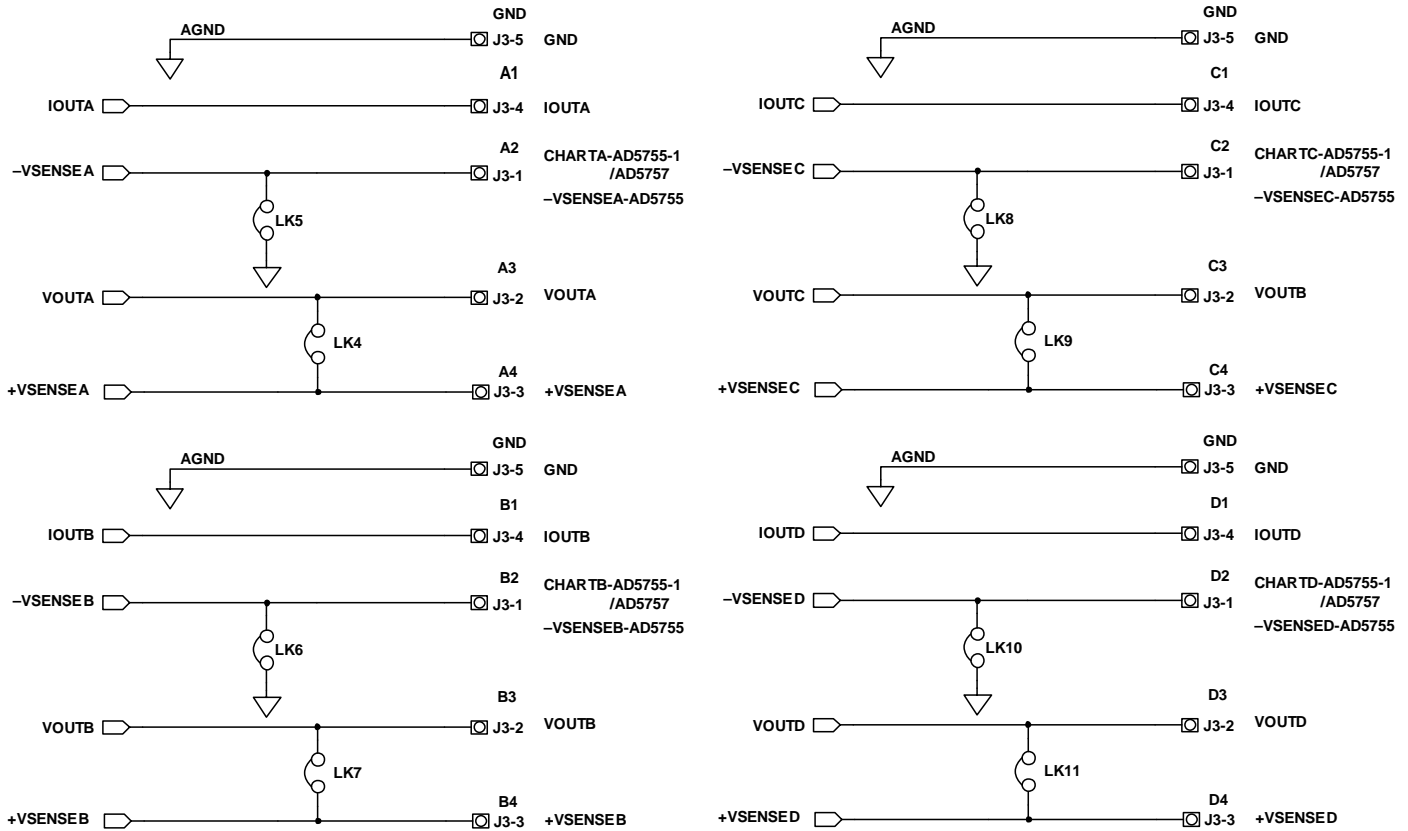 GND
AGND
J3-5 GND
A1
IOUTA
J3-4 IOUTA
A2
–VSENSEA
J3-1
CHARTA-AD5755-1
/AD5757
–VSENSEA-AD5755
LK5
A3
VOUTA
J3-2 VOUTA
LK4
A4
+VSENSEA
J3-3 +VSENSEA
GND
AGND
J3-5 GND
B1
IOUTB
J3-4 IOUTB
B2
–VSENSEB
J3-1
CHARTB-AD5755-1
/AD5757
–VSENSEB-AD5755
LK6
B3
VOUTB
J3-2 VOUTB
LK7
B4
+VSENSEB
J3-3 +VSENSEB
GND
AGND
J3-5 GND
C1
IOUTC
J3-4 IOUTC
C2
–VSENSEC
J3-1
CHARTC-AD5755-1
/AD5757
–VSENSEC-AD5755
LK8
C3
VOUTC
J3-2 VOUTB
LK9
C4
+VSENSEC
J3-3 +VSENSEC
GND
AGND
J3-5 GND
D1
IOUTD
J3-4 IOUTD
D2
–VSENSED
J3-1
CHARTD-AD5755-1
/AD5757
–VSENSED-AD5755
LK10
D3
VOUTD
J3-2 VOUTD
LK11
D4
+VSENSED
J3-3 +VSENSED